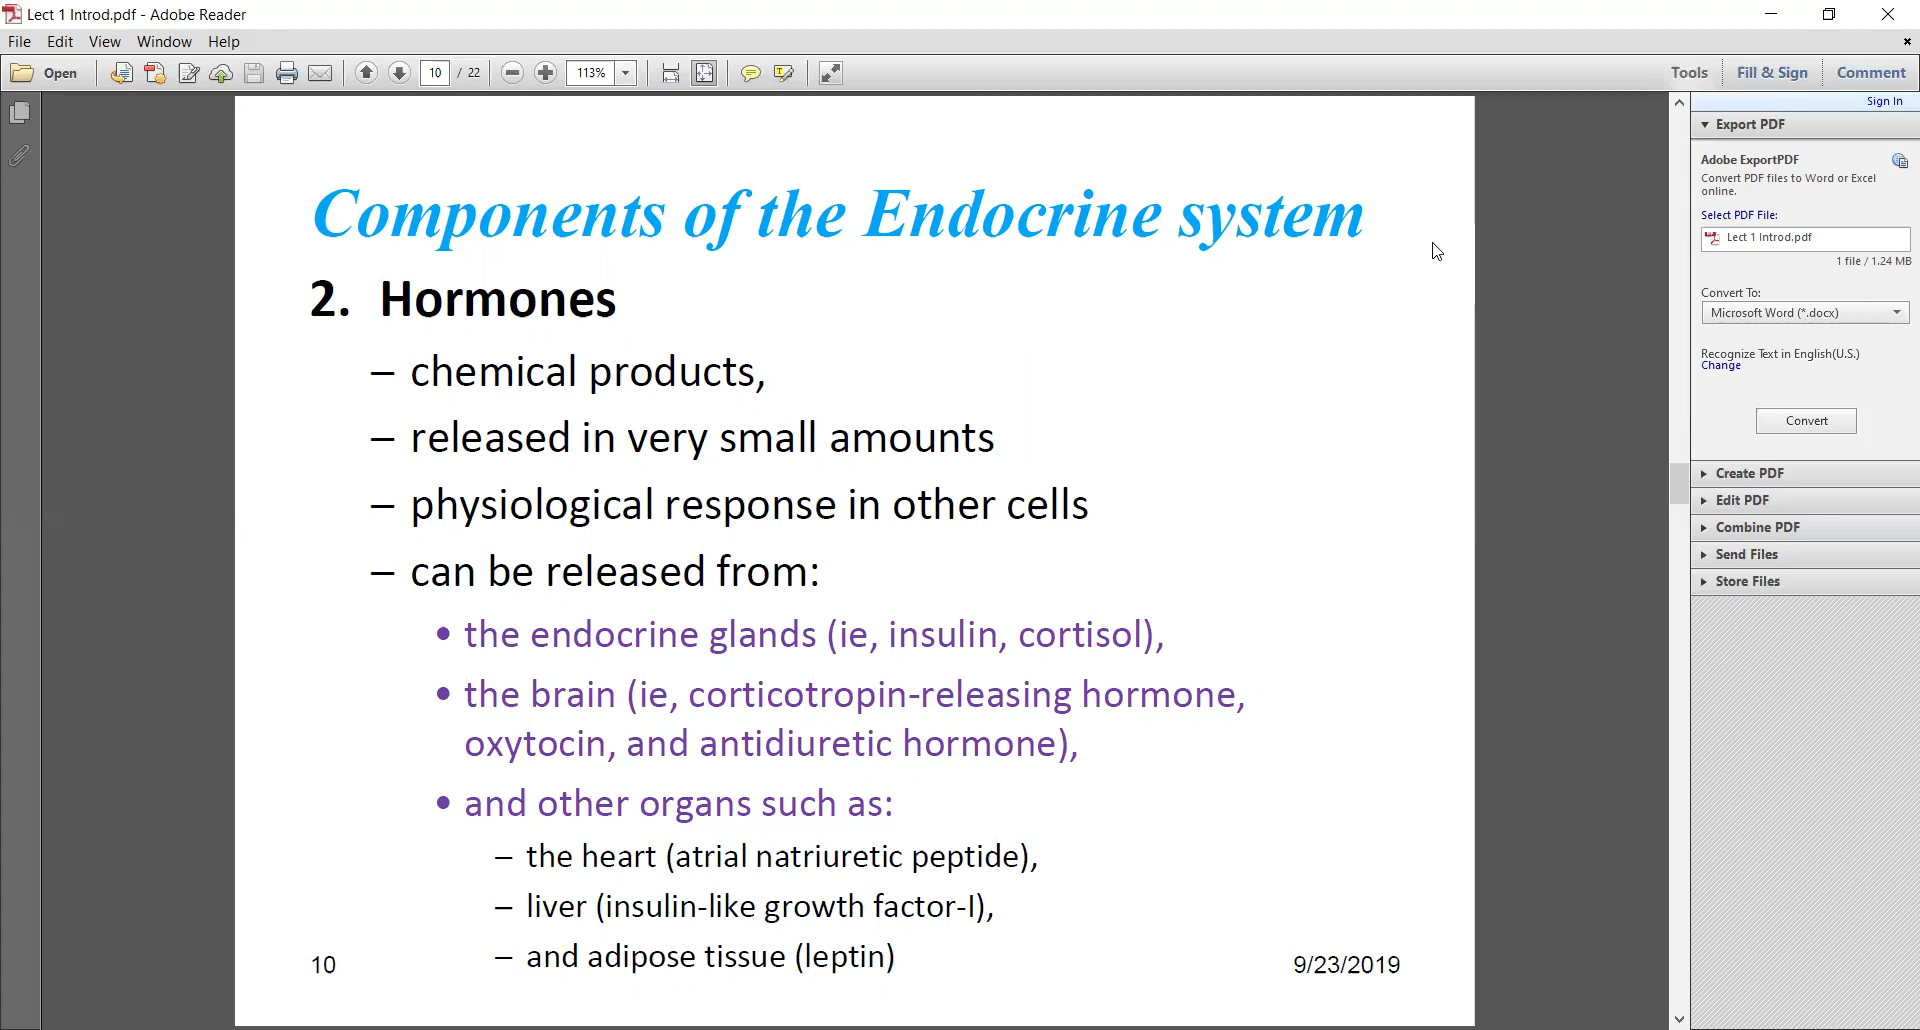 Lect 1 Introd.pdf - Adobe Reader
File Edit View Window Help
Open 10 / 22 113% Tools Fill & Sign Comment
Sign In
Export PDF
Adobe ExportPDF
Convert PDF files to Word or Excel
online.
Select PDF File:
Lect 1 Introd.pdf
1 file / 1.24 MB
Convert To:
Microsoft Word (*.docx)
Recognize Text in English(U.S.)
Change
Convert
Create PDF
Edit PDF
Combine PDF
Send Files
Store Files
Components of the Endocrine system
2. Hormones
– chemical products,
– released in very small amounts
– physiological response in other cells
– can be released from:
• the endocrine glands (ie, insulin, cortisol),
• the brain (ie, corticotropin-releasing hormone,
oxytocin, and antidiuretic hormone),
• and other organs such as:
– the heart (atrial natriuretic peptide),
– liver (insulin-like growth factor-I),
– and adipose tissue (leptin)
10
9/23/2019